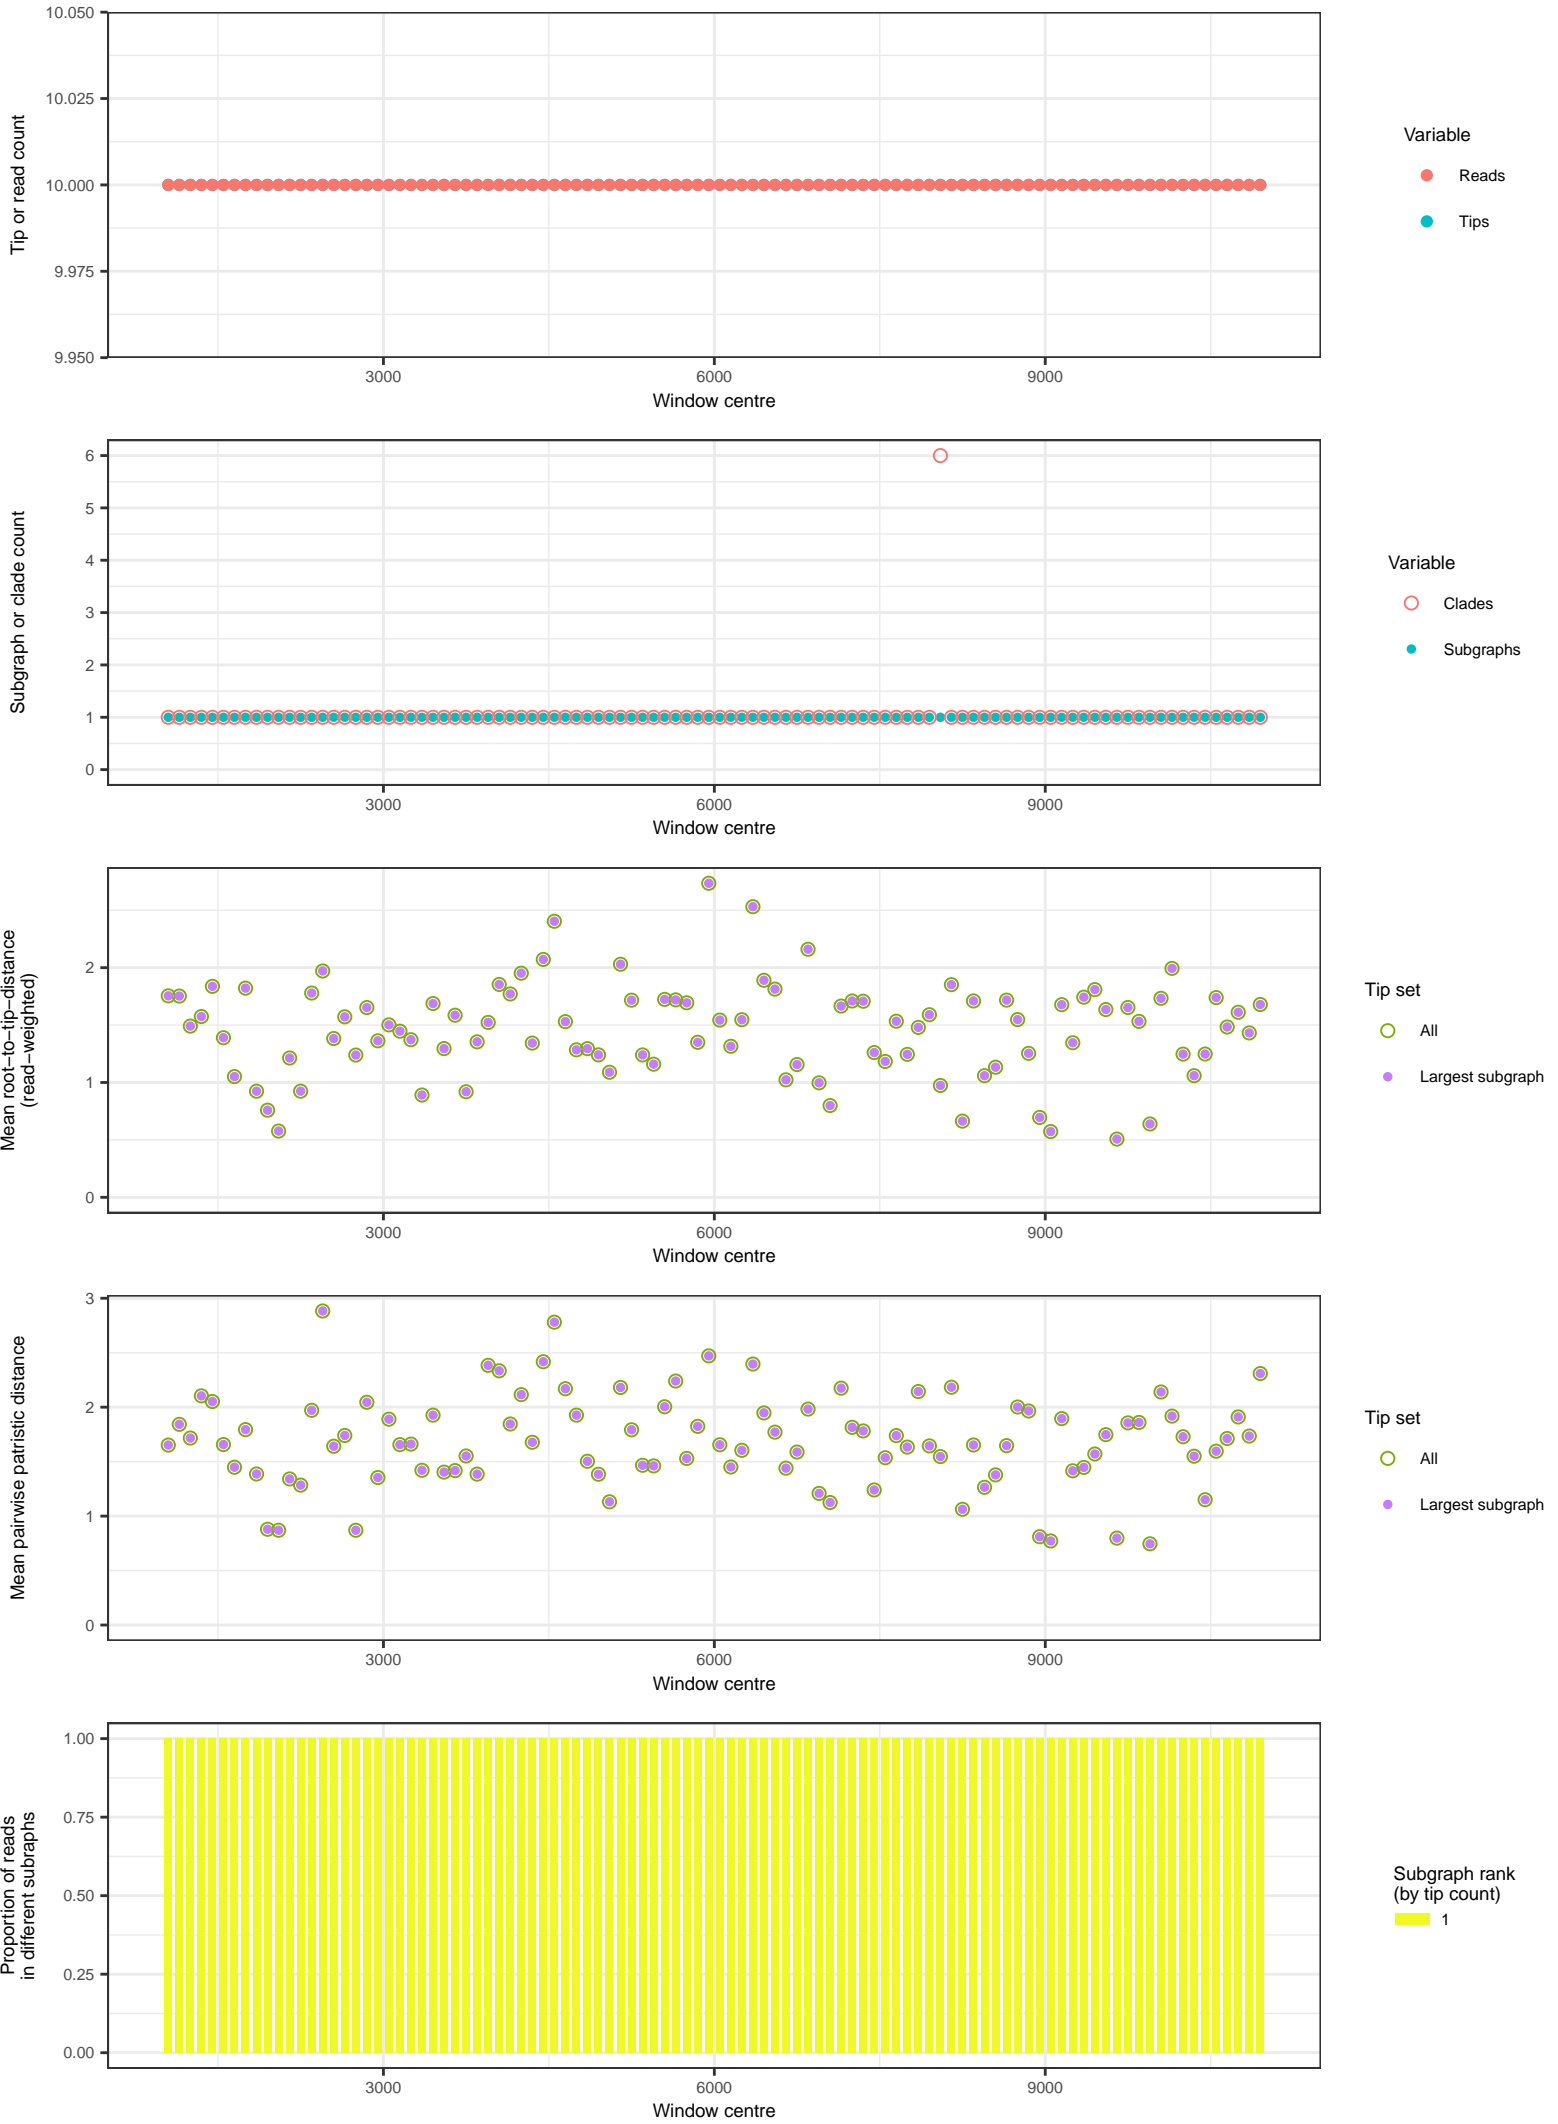 10.050
10.025
10.000
9.975
9.950
Tip or read count
3000 6000 9000
Window centre
Variable
Reads
Tips
6
5
4
3
2
1
0
Subgraph or clade count
3000 6000 9000
Window centre
Variable
Clades
Subgraphs
2
1
0
Mean root−to−tip−distance
(read−weighted)
3000 6000 9000
Window centre
Tip set
All
Largest subgraph
3
2
1
0
Mean pairwise patristic distance
3000 6000 9000
Window centre
Tip set
All
Largest subgraph
1.00
0.75
0.50
0.25
0.00
Proportion of reads
in different subraphs
3000 6000 9000
Window centre
Subgraph rank
(by tip count)
1